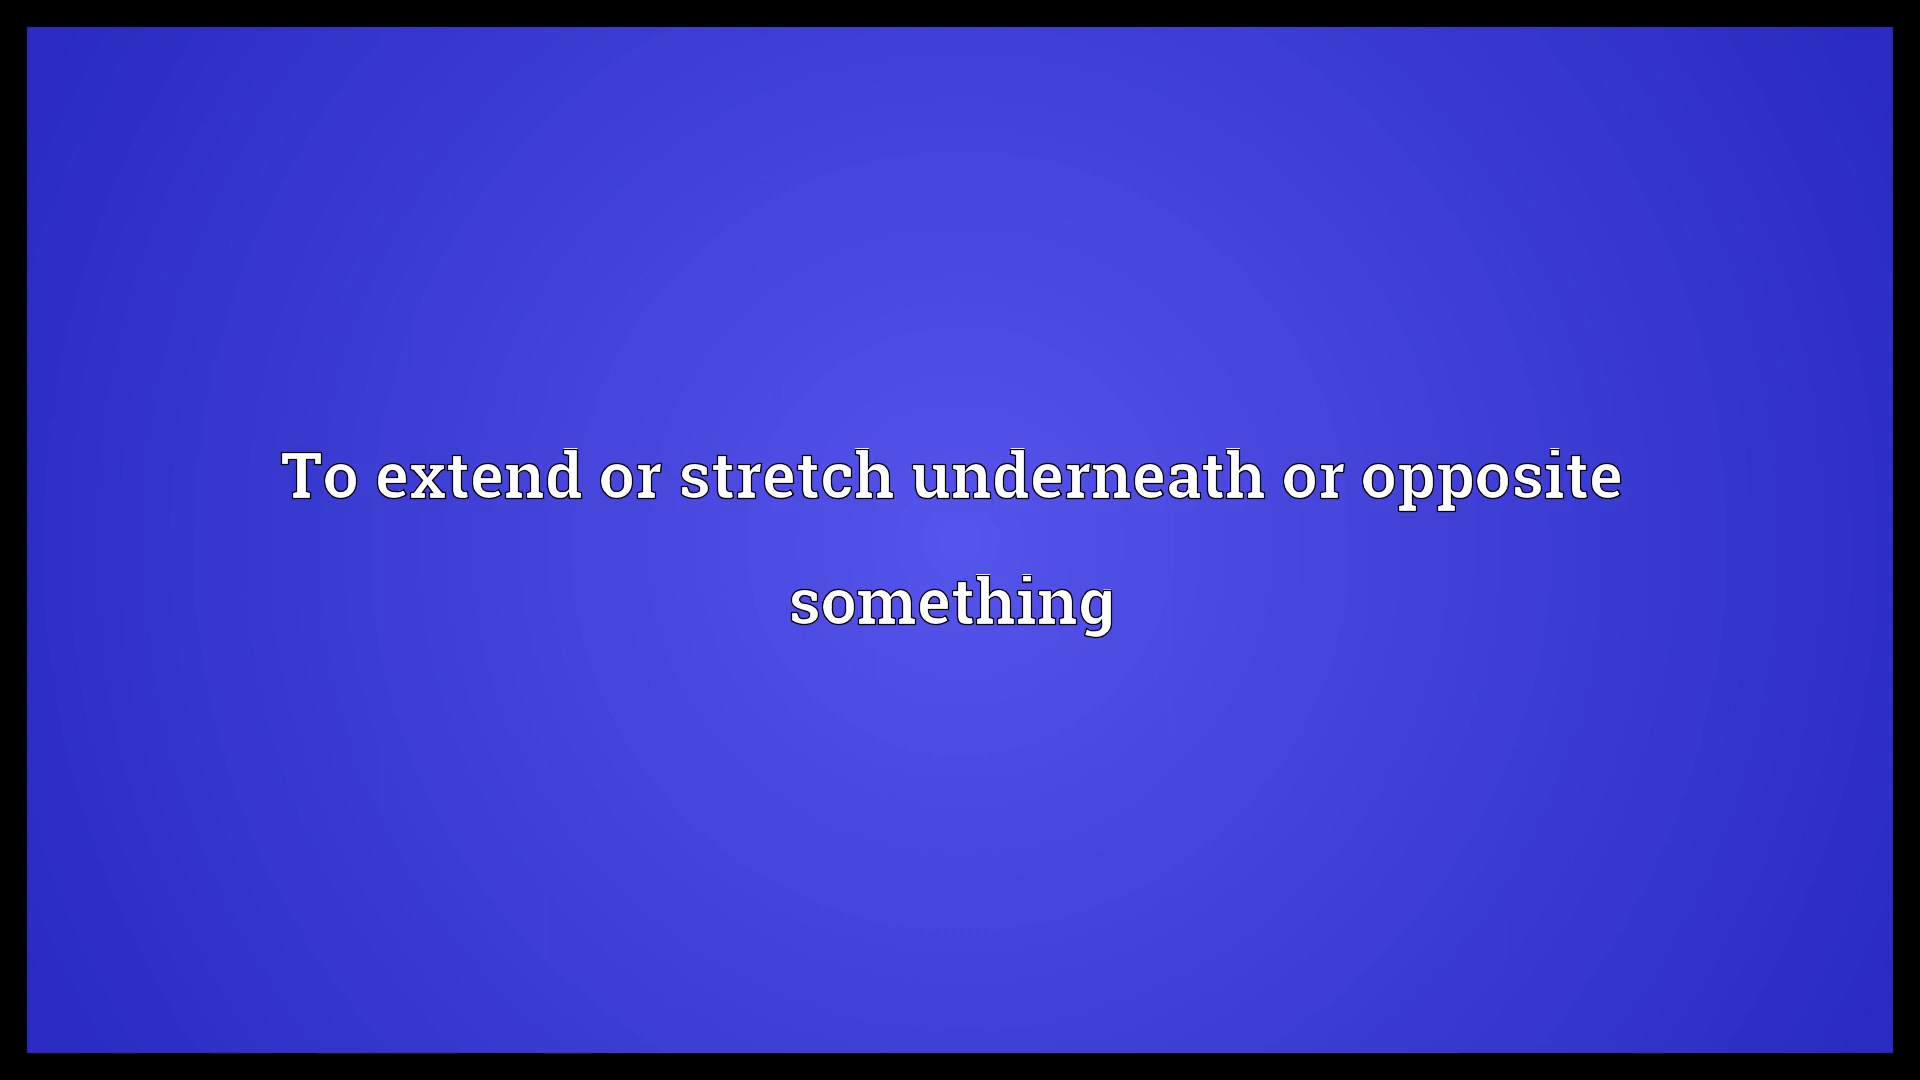 To extend or stretch underneath or opposite
something